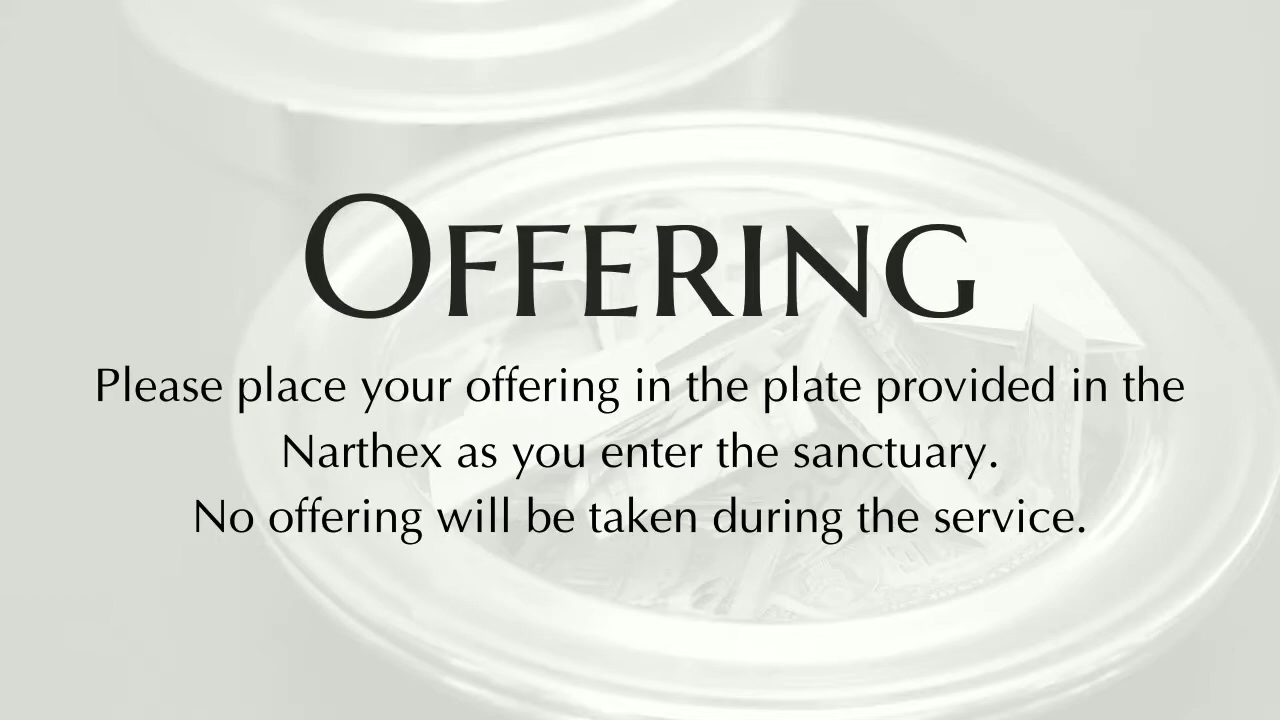 Offering
Please place your offering in the plate provided in the
Narthex as you enter the sanctuary.
No offering will be taken during the service.